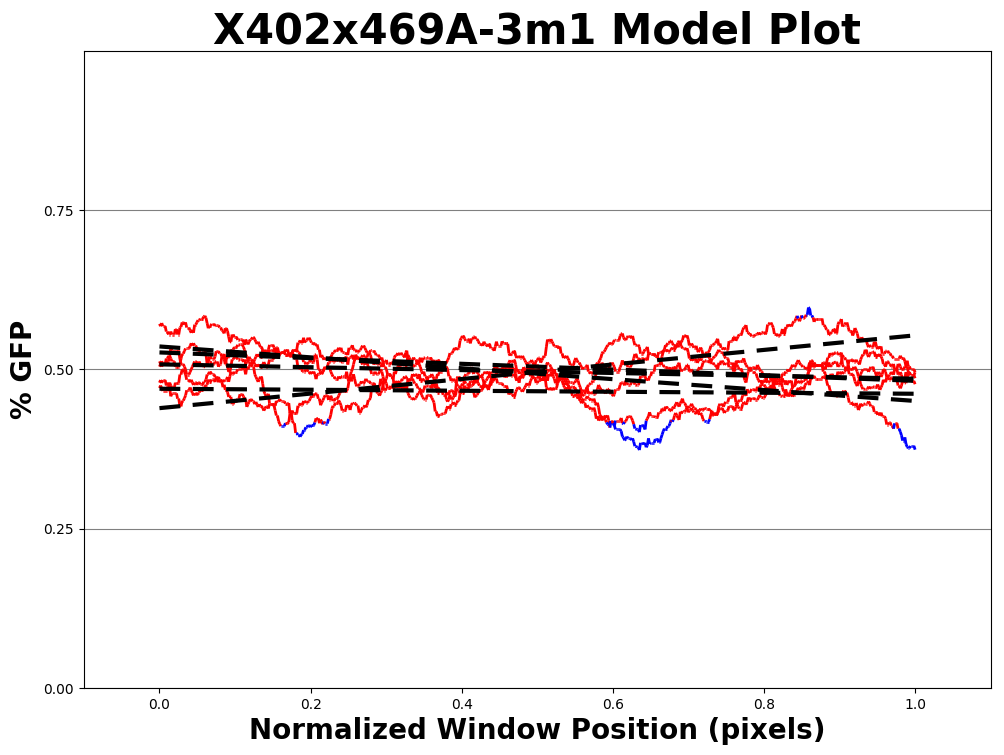 X402x469A-3m1 Model Plot
% GFP
0.75
0.50
0.25
0.00
0.0 0.2 0.4 0.6 0.8 1.0
Normalized Window Position (pixels)